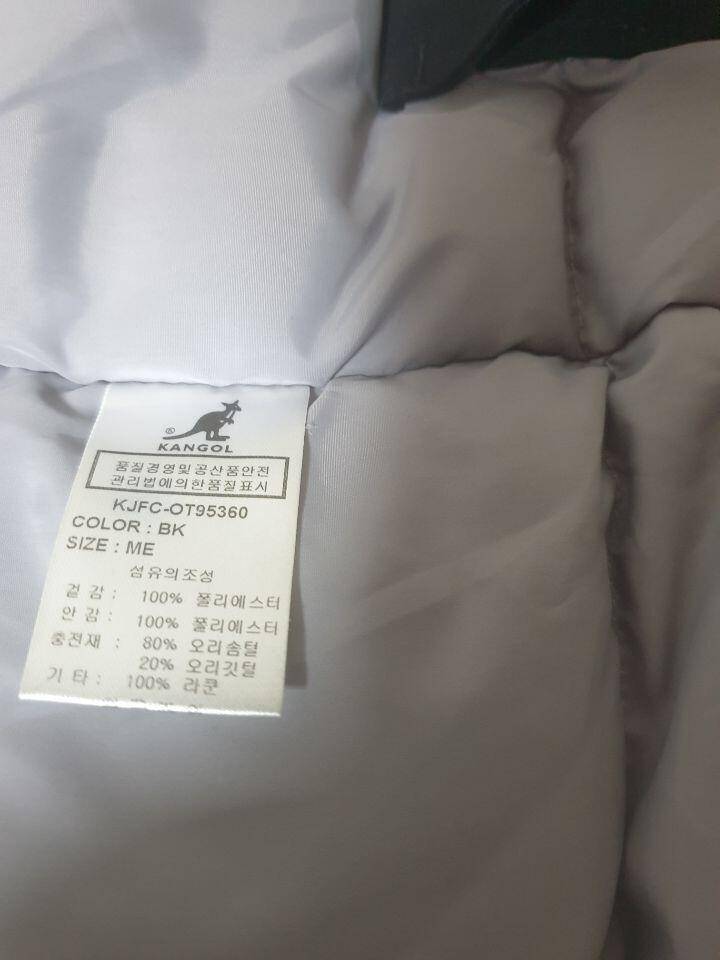 ®
KANGOL
품질경영및공산품안전
관리법에의한품질표시
KJFC-OT95360
COLOR : BK
SIZE : ME
섬유의조성
겉 감 : 100% 폴리에스터
안 감 : 100% 폴리에스터
충전재 : 80% 오리솜털
20% 오리깃털
기 타 : 100% 라쿤